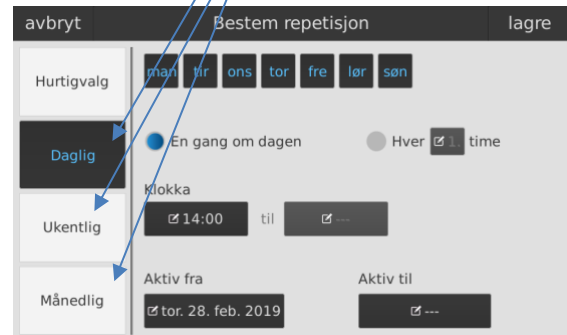 avbryt Bestem repetisjon lagre
Hurtigvalg
man tir ons tor fre lør søn
Daglig
En gang om dagen Hver 1. time
Klokka
Ukentlig
14:00 til ---
Aktiv fra Aktiv til
Månedlig
tor. 28. feb. 2019 ---